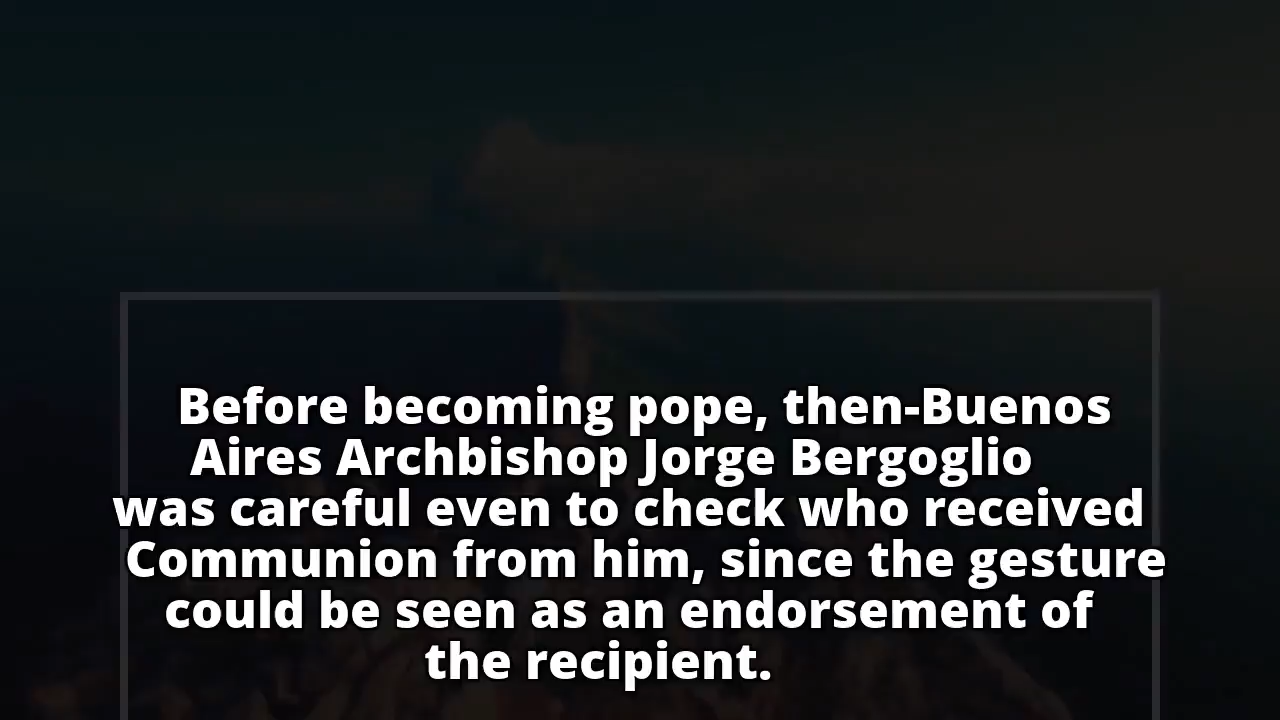 Before becoming pope, then-Buenos
Aires Archbishop Jorge Bergoglio
was careful even to check who received
Communion from him, since the gesture
could be seen as an endorsement of
the recipient.